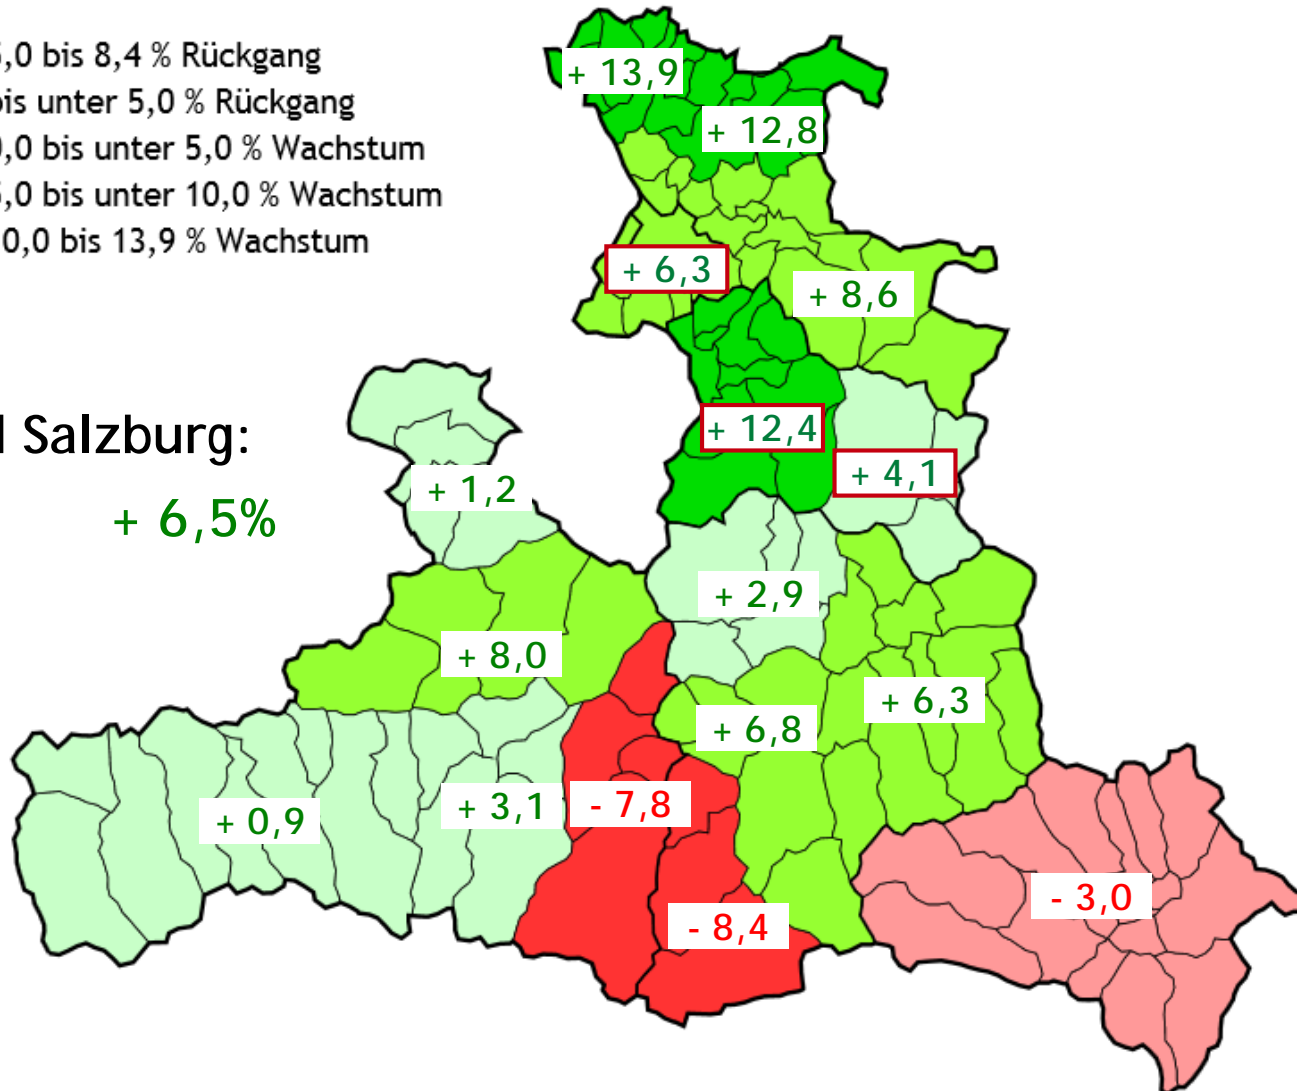 ,0 bis 8,4 % Rückgang
bis unter 5,0 % Rückgang
,0 bis unter 5,0 % Wachstum
,0 bis unter 10,0 % Wachstum
0,0 bis 13,9 % Wachstum
Salzburg:
+ 6,5%
+ 13,9
+ 12,8
+ 6,3
+ 8,6
+ 12,4
+ 4,1
+ 1,2
+ 2,9
+ 8,0
+ 6,3
+ 6,8
+ 0,9
+ 3,1
- 7,8
- 3,0
- 8,4